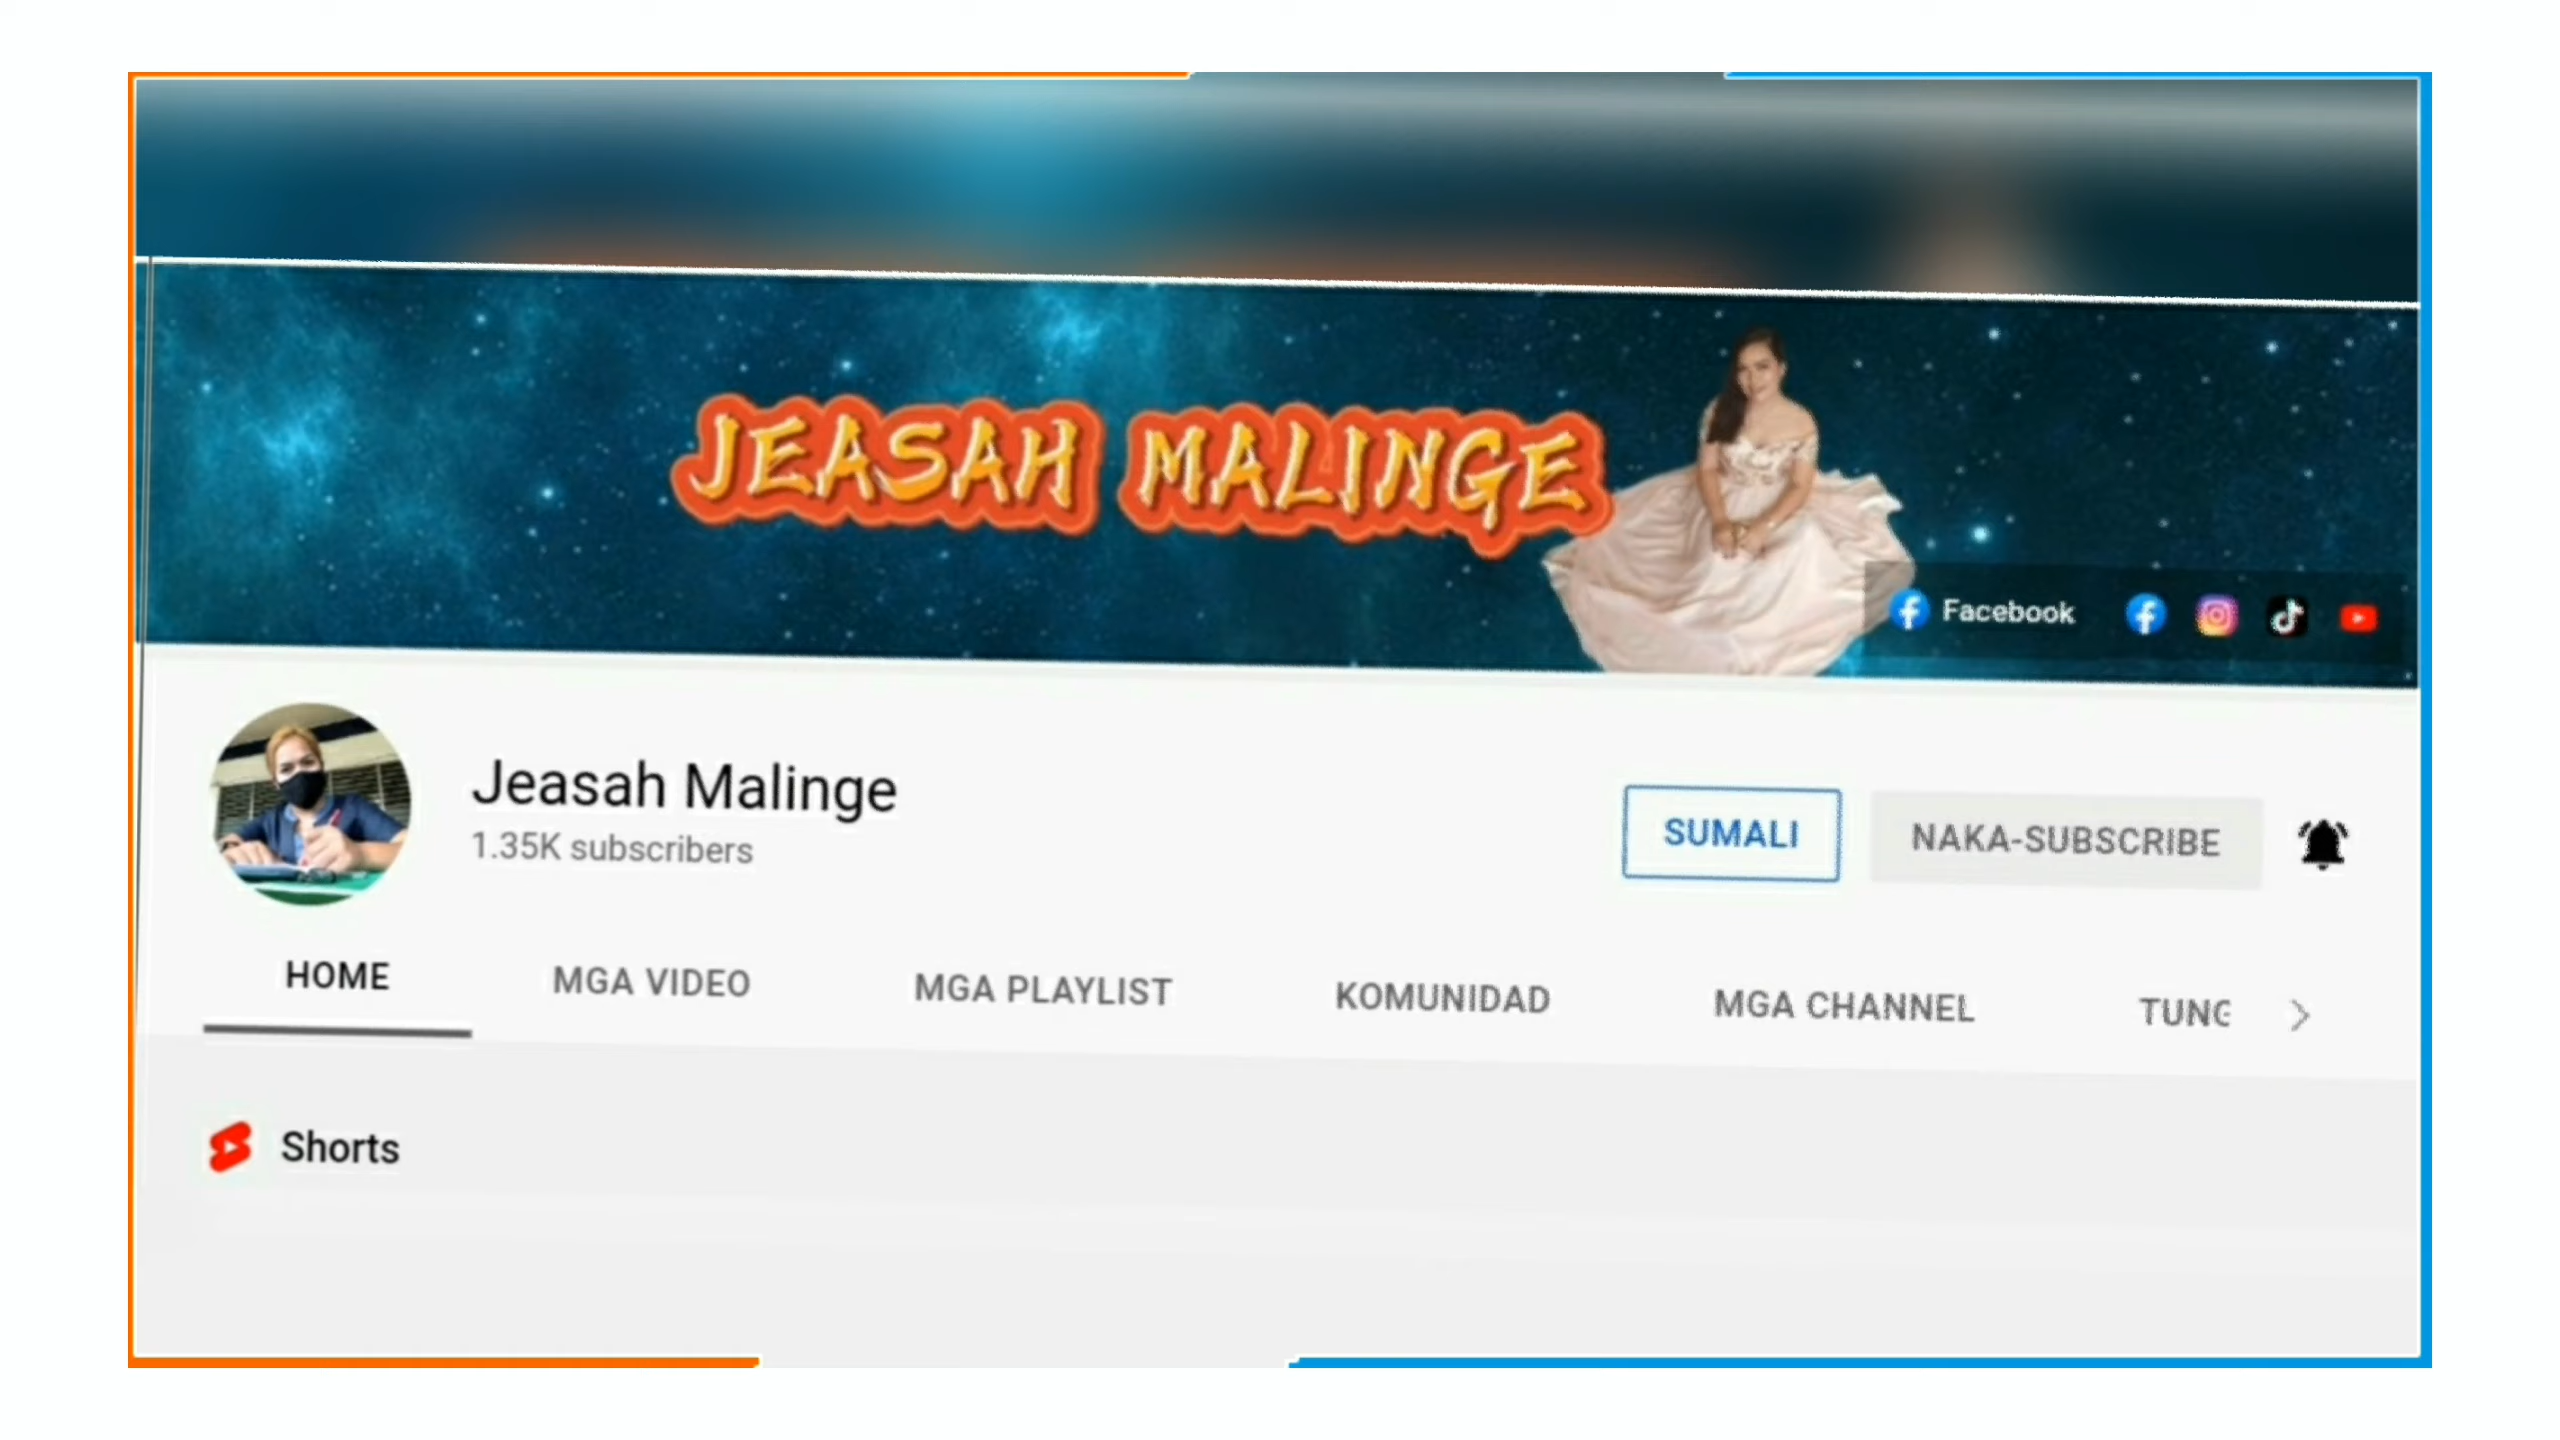 JEASAH MALINGE
Facebook
Jeasah Malinge
1.35K subscribers
SUMALI
NAKA-SUBSCRIBE
HOME
MGA VIDEO
MGA PLAYLIST
KOMUNIDAD
MGA CHANNEL
TUNG
Shorts